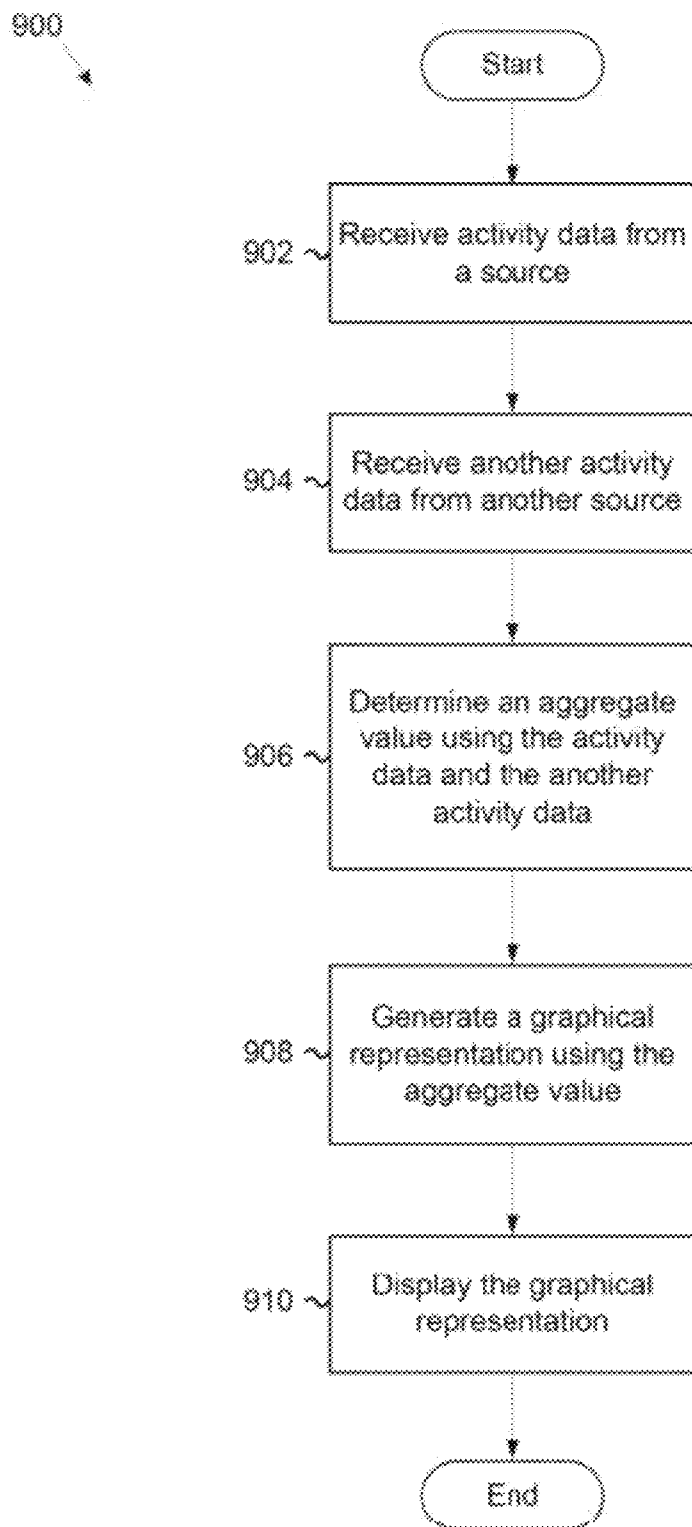 900
Start
902
Receive activity data from
a source
904
Receive another activity
data from another source
906
Determine an aggregate
value using the activity
data and the another
activity data
908
Generate a graphical
representation using the
aggregate value
910
Display the graphical
representation
End